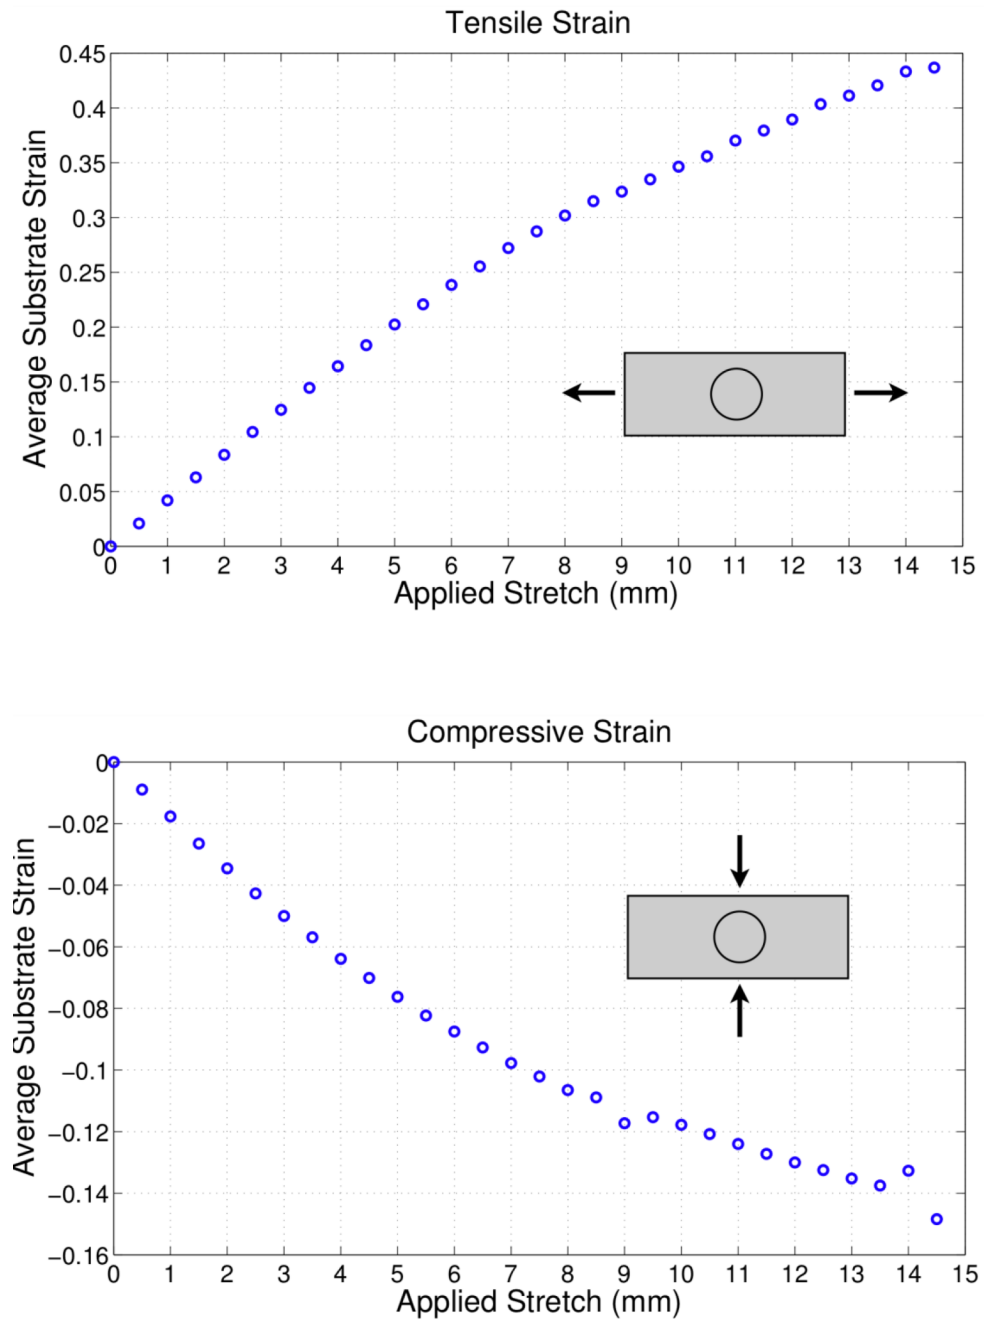 Tensile Strain
0.45
0.4
0.35
0.3
0.25
0.2
0.15
0.1
0.05
0
Average Substrate Strain
0 1 2 3 4 5 6 7 8 9 10 11 12 13 14 15
Applied Stretch (mm)
Compressive Strain
0
−0.02
−0.04
−0.06
−0.08
−0.1
−0.12
−0.14
−0.16
Average Substrate Strain
0 1 2 3 4 5 6 7 8 9 10 11 12 13 14 15
Applied Stretch (mm)